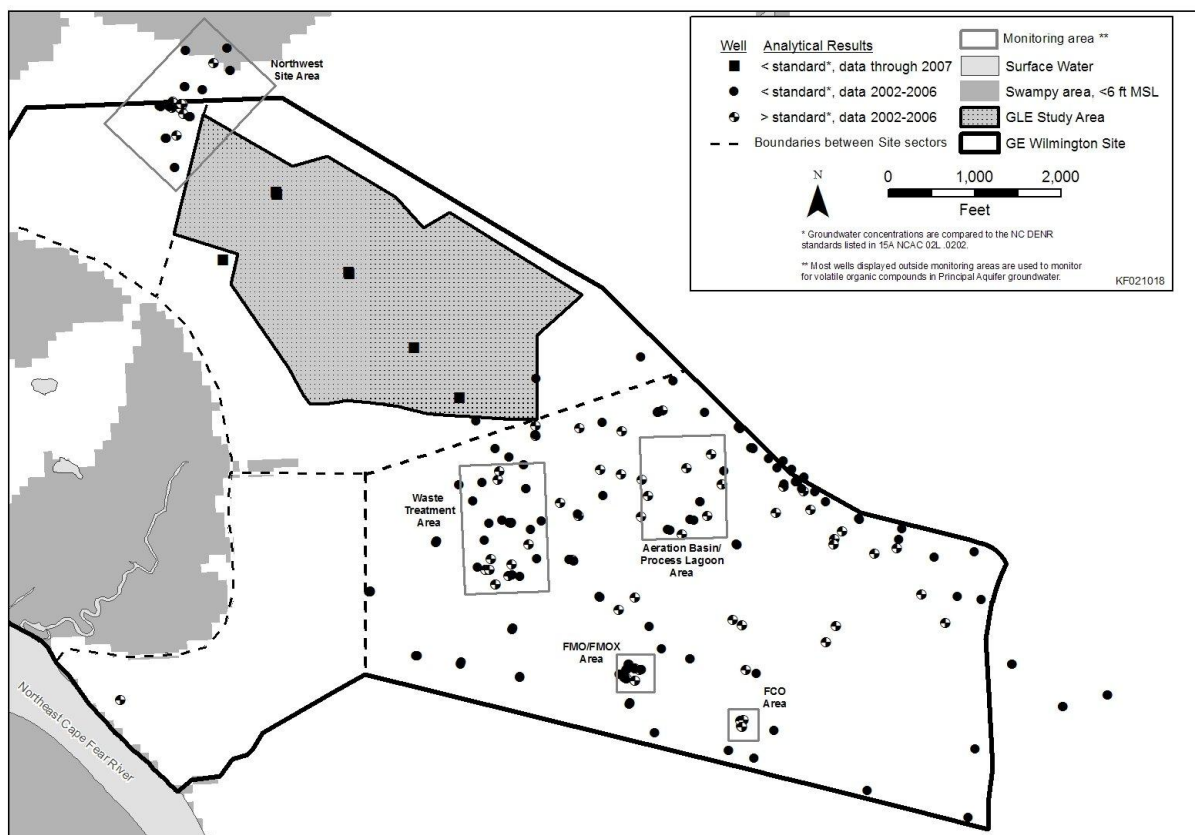 Northwest
Site Area
Well
Analytical Results
< standard*, data through 2007
< standard*, data 2002-2006
> standard*, data 2002-2006
Boundaries between Site sectors
Monitoring area **
Surface Water
Swampy area, <6 ft MSL
GLE Study Area
GE Wilmington Site
N
0 1,000 2,000
Feet
* Groundwater concentrations are compared to the NC DENR
standards listed in 15A NCAC 02L .0202.
** Most wells displayed outside monitoring areas are used to monitor
for volatile organic compounds in Principal Aquifer groundwater.
KF021018
Waste
Treatment
Area
Aeration Basin/
Process Lagoon
Area
FMO/FMOX
Area
FCO
Area
Northeast Cape Fear River